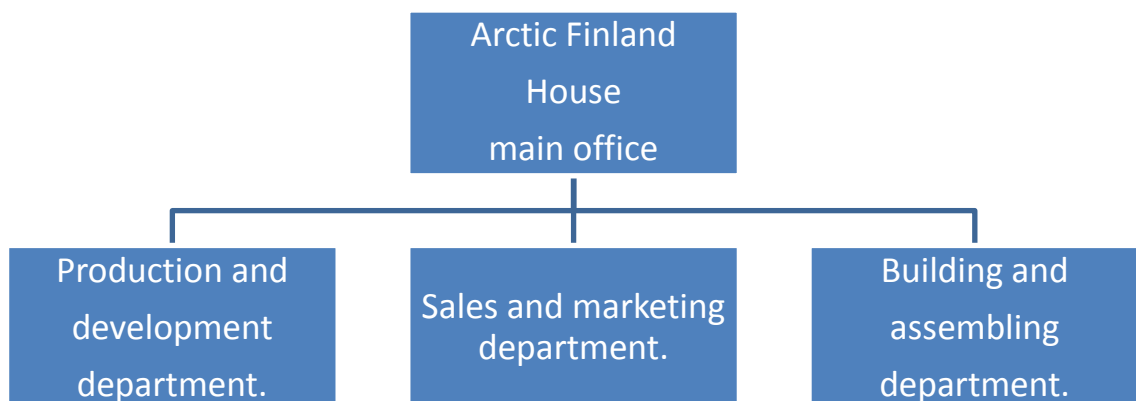 Arctic Finland
House
main office
Production and
development
department.
Sales and marketing
department.
Building and
assembling
department.